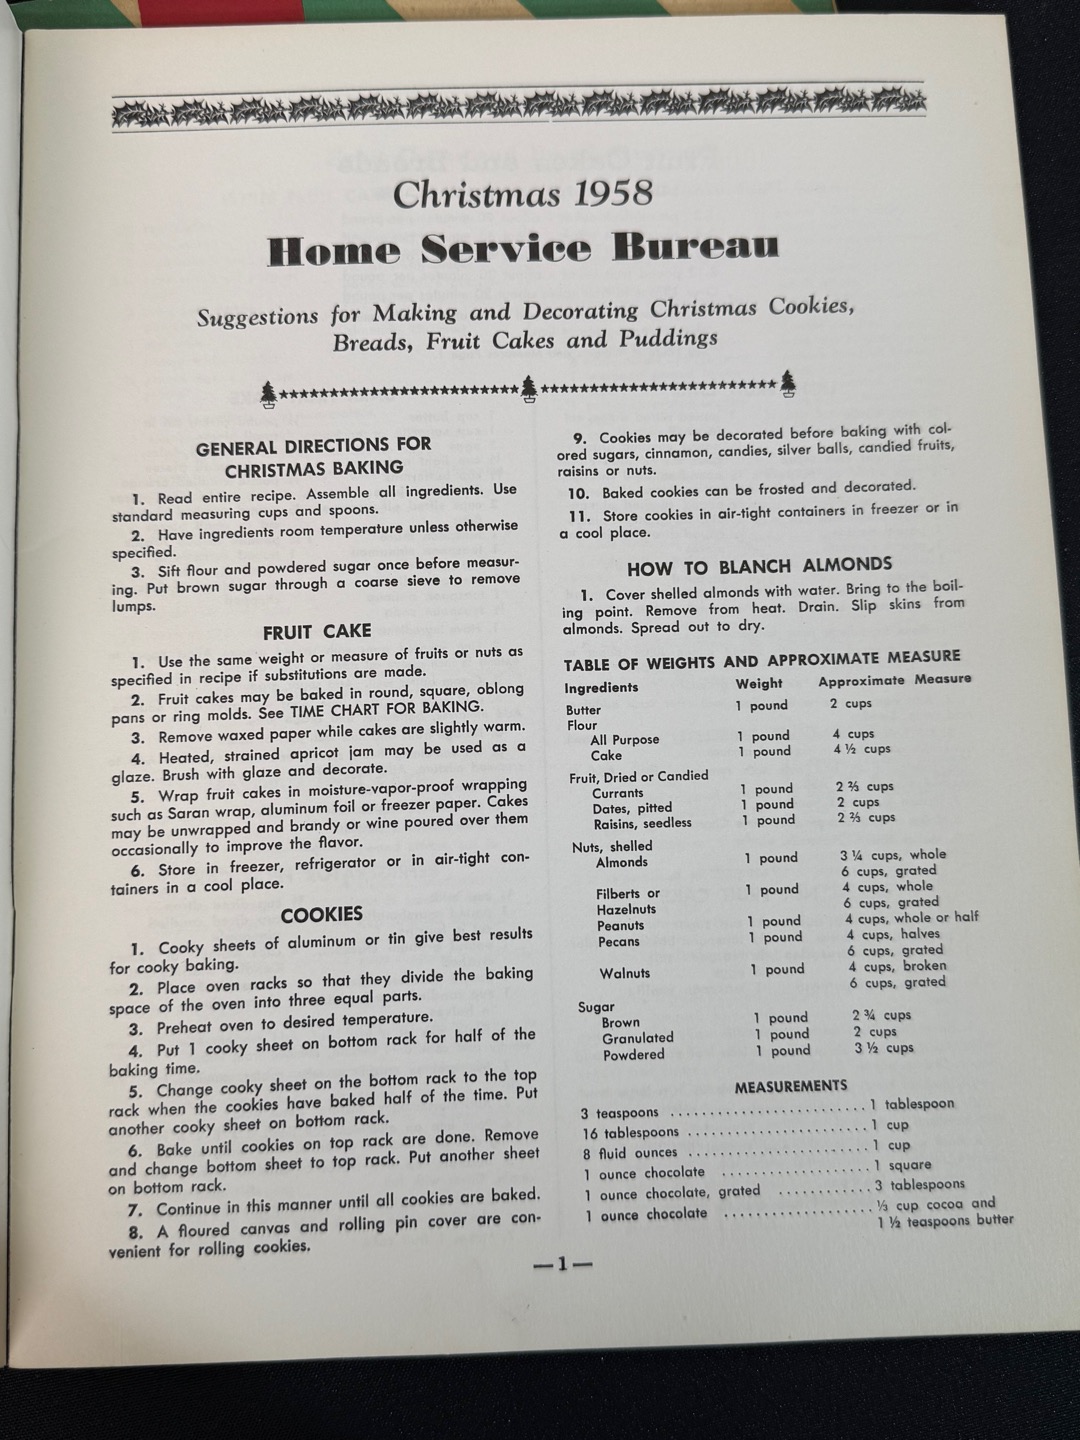 Christmas 1958
Home Service Bureau
Suggestions for Making and Decorating Christmas Cookies,
Breads, Fruit Cakes and Puddings
GENERAL DIRECTIONS FOR
CHRISTMAS BAKING
1. Read entire recipe. Assemble all ingredients. Use
standard measuring cups and spoons.
2. Have ingredients room temperature unless otherwise
specified.
3. Sift flour and powdered sugar once before measur-
ing. Put brown sugar through a coarse sieve to remove
lumps.
FRUIT CAKE
1. Use the same weight or measure of fruits or nuts as
specified in recipe if substitutions are made.
2. Fruit cakes may be baked in round, square, oblong
pans or ring molds. See TIME CHART FOR BAKING.
3. Remove waxed paper while cakes are slightly warm.
4. Heated, strained apricot jam may be used as a
glaze. Brush with glaze and decorate.
5. Wrap fruit cakes in moisture-vapor-proof wrapping
such as Saran wrap, aluminum foil or freezer paper. Cakes
may be unwrapped and brandy or wine poured over them
occasionally to improve the flavor.
6. Store in freezer, refrigerator or in air-tight con-
tainers in a cool place.
COOKIES
1. Cooky sheets of aluminum or tin give best results
for cooky baking.
2. Place oven racks so that they divide the baking
space of the oven into three equal parts.
3. Preheat oven to desired temperature.
4. Put 1 cooky sheet on bottom rack for half of the
baking time.
5. Change cooky sheet on the bottom rack to the top
rack when the cookies have baked half of the time. Put
another cooky sheet on bottom rack.
6. Bake until cookies on top rack are done. Remove
and change bottom sheet to top rack. Put another sheet
on bottom rack.
7. Continue in this manner until all cookies are baked.
8. A floured canvas and rolling pin cover are con-
venient for rolling cookies.
9. Cookies may be decorated before baking with col-
ored sugars, cinnamon, candies, silver balls, candied fruits,
raisins or nuts.
10. Baked cookies can be frosted and decorated.
11. Store cookies in air-tight containers in freezer or in
a cool place.
HOW TO BLANCH ALMONDS
1. Cover shelled almonds with water. Bring to the boil-
ing point. Remove from heat. Drain. Slip skins from
almonds. Spread out to dry.
TABLE OF WEIGHTS AND APPROXIMATE MEASURE
Ingredients Weight Approximate Measure
Butter 1 pound 2 cups
Flour
All Purpose 1 pound 4 cups
Cake 1 pound 4 ½ cups
Fruit, Dried or Candied
Currants 1 pound 2 ⅔ cups
Dates, pitted 1 pound 2 cups
Raisins, seedless 1 pound 2 ⅔ cups
Nuts, shelled
Almonds 1 pound 3 ¼ cups, whole
6 cups, grated
Filberts or 1 pound 4 cups, whole
Hazelnuts 6 cups, grated
Peanuts 1 pound 4 cups, whole or half
Pecans 1 pound 4 cups, halves
6 cups, grated
Walnuts 1 pound 4 cups, broken
6 cups, grated
Sugar
Brown 1 pound 2 ¾ cups
Granulated 1 pound 2 cups
Powdered 1 pound 3 ½ cups
MEASUREMENTS
3 teaspoons ........................ 1 tablespoon
16 tablespoons ...................... 1 cup
8 fluid ounces ...................... 1 cup
1 ounce chocolate .................. 1 square
1 ounce chocolate, grated ............ 3 tablespoons
1 ounce chocolate .................. ⅓ cup cocoa and
1 ½ teaspoons butter
—1—